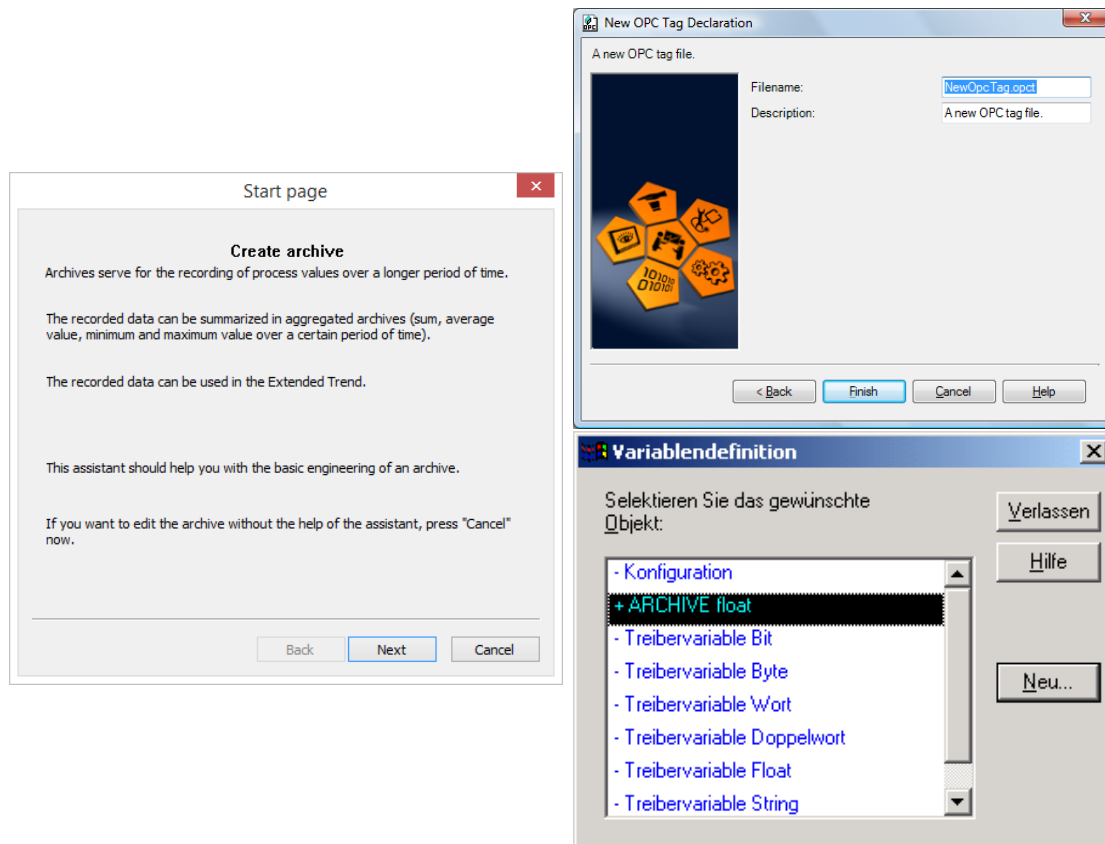 Start page
Create archive
Archives serve for the recording of process values over a longer period of time.
The recorded data can be summarized in aggregated archives (sum, average
value, minimum and maximum value over a certain period of time).
The recorded data can be used in the Extended Trend.
This assistant should help you with the basic engineering of an archive.
If you want to edit the archive without the help of the assistant, press "Cancel"
now.
Back
Next
Cancel
OPC
New OPC Tag Declaration
A new OPC tag file.
Filename:
NewOpcTag.opct
Description:
A new OPC tag file.
101010
010101
< Back
Finish
Cancel
Help
Variablendefinition
Selektieren Sie das gewünschte
Objekt:
- Konfiguration
+ ARCHIVE float
- Treibervariable Bit
- Treibervariable Byte
- Treibervariable Wort
- Treibervariable Doppelwort
- Treibervariable Float
- Treibervariable String
Verlassen
Hilfe
Neu...